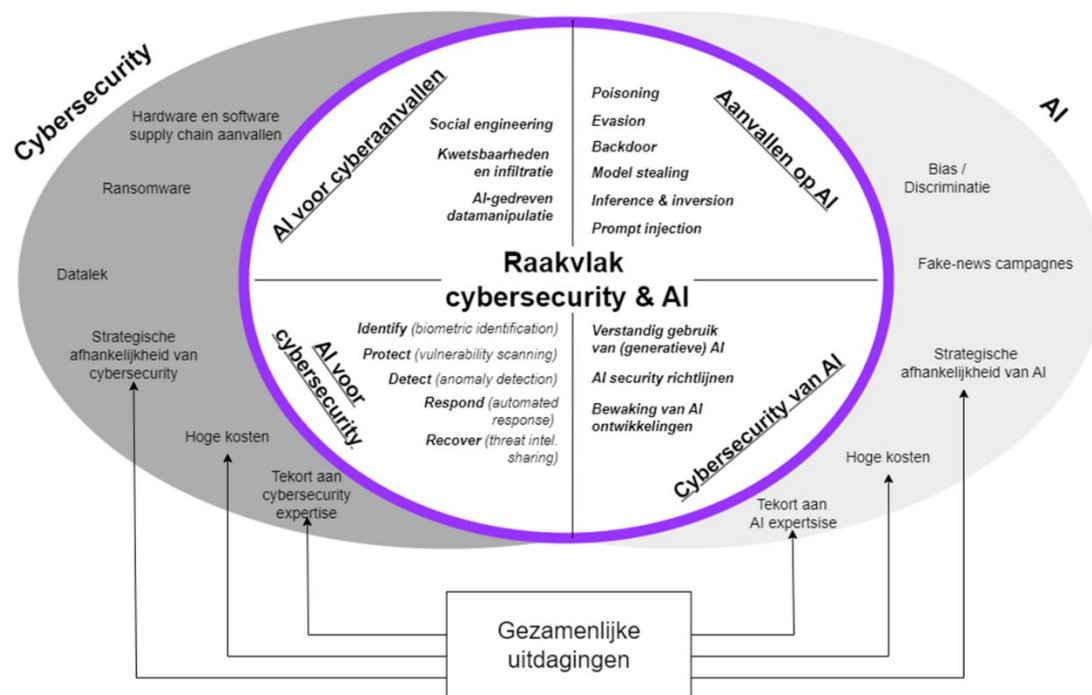 Cybersecurity
AI
Hardware en software
supply chain aanvallen
Ransomware
Datalek
Strategische
afhankelijkheid van
cybersecurity
Hoge kosten
Tekort aan
cybersecurity
expertise
AI voor cyberaanvallen
Social engineering
Kwetsbaarheden
en infiltratie
AI-gedreven
datamanipulatie
Aanvallen op AI
Poisoning
Evasion
Backdoor
Model stealing
Inference & inversion
Prompt injection
Raakvlak
cybersecurity & AI
AI voor
cybersecurity
Identify (biometric identification)
Protect (vulnerability scanning)
Detect (anomaly detection)
Respond (automated
response)
Recover (threat intel.
sharing)
Verstandig gebruik
van (generatieve) AI
AI security richtlijnen
Bewaking van AI
ontwikkelingen
Cybersecurity van AI
Bias /
Discriminatie
Fake-news campagnes
Strategische
afhankelijkheid van AI
Hoge kosten
Tekort aan
AI expertsise
Gezamenlijke
uitdagingen